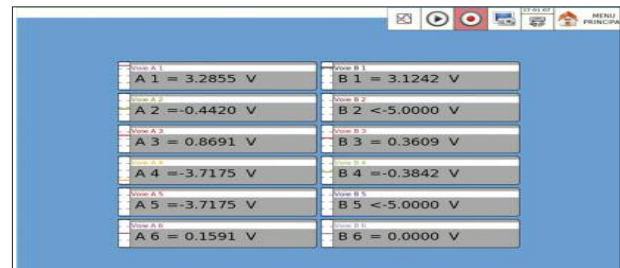 MENU
PRINCIPA
Voie A 1
A 1 = 3.2855 V
Voie B 1
B 1 = 3.1242 V
Voie A 2
A 2 =-0.4420 V
Voie B 2
B 2 <-5.0000 V
Voie A 3
A 3 = 0.8691 V
Voie B 3
B 3 = 0.3609 V
Voie A 4
A 4 =-3.7175 V
Voie B 4
B 4 =-0.3842 V
Voie A 5
A 5 =-3.7175 V
Voie B 5
B 5 <-5.0000 V
Voie A 6
A 6 = 0.1591 V
Voie B 6
B 6 = 0.0000 V